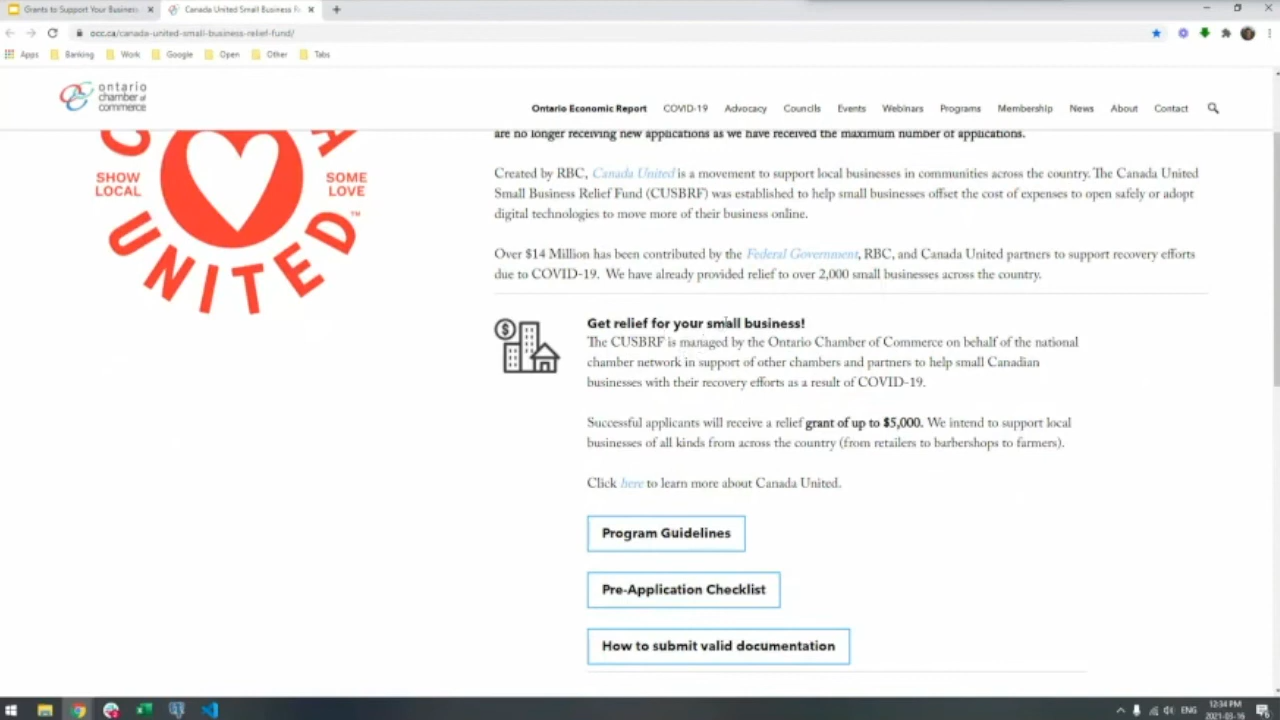 Grants to Support Your Business
Canada United Small Business Re
occ.ca/canada-united-small-business-relief-fund/
Apps Banking Work Google Open Other Tabs
ontario
chamber of
commerce
Ontario Economic Report COVID-19 Advocacy Councils Events Webinars Programs Membership News About Contact
SHOW
LOCAL
SOME
LOVE
UNITED™
are no longer receiving new applications as we have received the maximum number of applications.
Created by RBC, Canada United is a movement to support local businesses in communities across the country. The Canada United
Small Business Relief Fund (CUSBRF) was established to help small businesses offset the cost of expenses to open safely or adopt
digital technologies to move more of their business online.
Over $14 Million has been contributed by the Federal Government, RBC, and Canada United partners to support recovery efforts
due to COVID-19. We have already provided relief to over 2,000 small businesses across the country.
Get relief for your small business!
The CUSBRF is managed by the Ontario Chamber of Commerce on behalf of the national
chamber network in support of other chambers and partners to help small Canadian
businesses with their recovery efforts as a result of COVID-19.
Successful applicants will receive a relief grant of up to $5,000. We intend to support local
businesses of all kinds from across the country (from retailers to barbershops to farmers).
Click here to learn more about Canada United.
Program Guidelines
Pre-Application Checklist
How to submit valid documentation
ENG
12:34 PM
2021-03-16